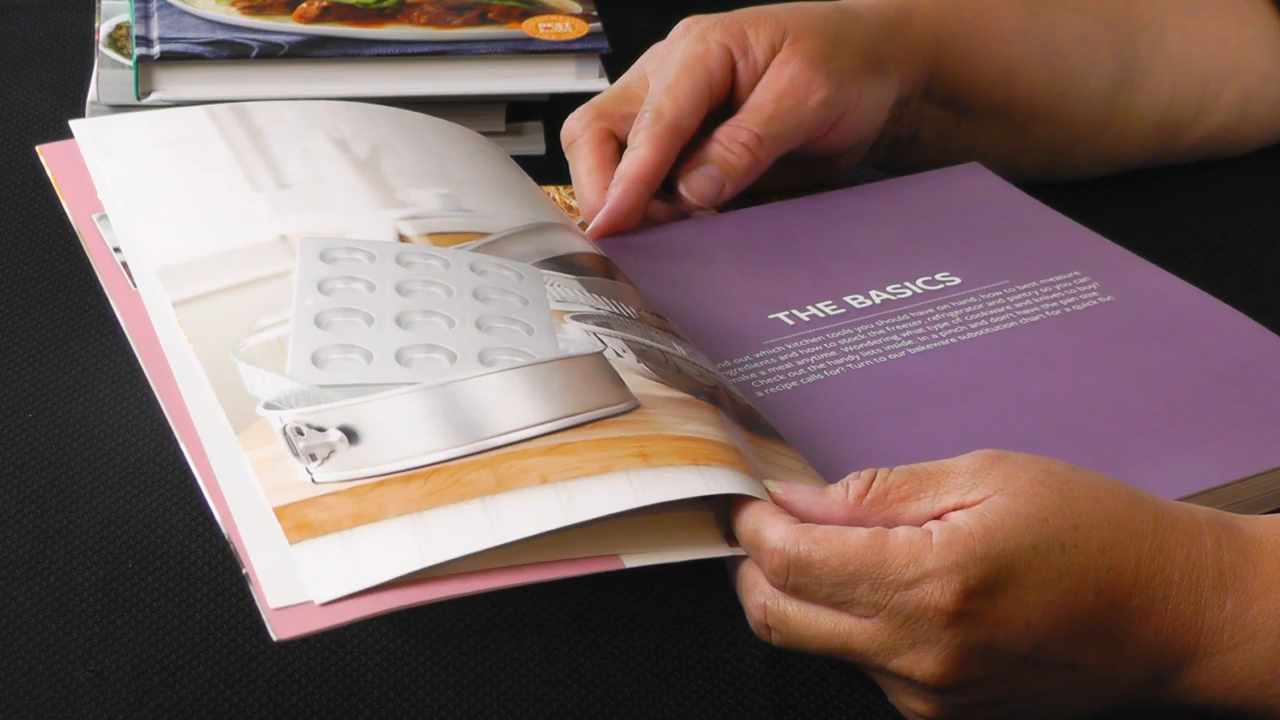 BEST
THE BASICS
nd out which kitchen tools you should have on hand, how to best measure
ngredients and how to stock the freezer, refrigerator and pantry so you can
make a meal anytime. Wondering what type of cookware and knives to buy?
Check out the handy lists inside. In a pinch and don't have the pan size
a recipe calls for? Turn to our bakeware substitution chart for a quick fix!